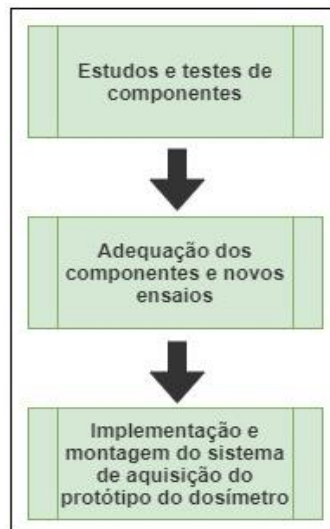 Estudos e testes de
componentes
Adequação dos
componentes e novos
ensaios
Implementação e
montagem do sistema
de aquisição do
protótipo do dosímetro